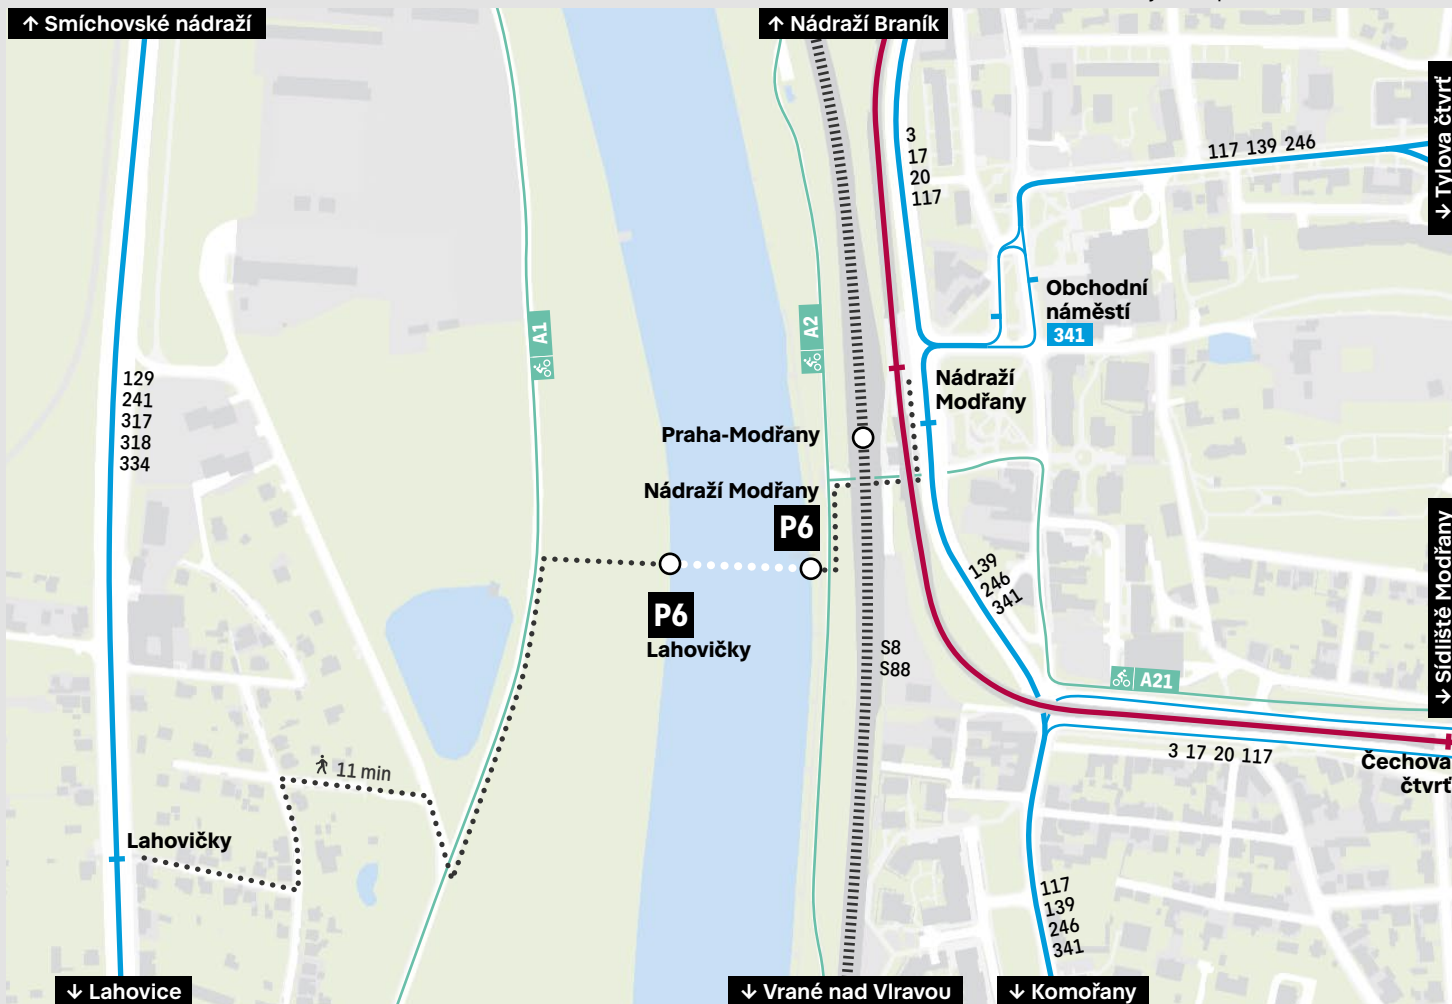 ↑ Smíchovské nádraží
↑ Nádraží Braník
↓ Tylova čtvrť
3
17
20
117
117 139 246
Obchodní
náměstí
341
A1
A2
129
241
317
318
334
Nádraží
Modřany
Praha-Modřany
Nádraží Modřany
P6
P6
Lahovičky
139
246
341
↓ Sídliště Modřany
S8
S88
A21
3 17 20 117
Čechova
čtvrť
11 min
Lahovičky
117
139
246
341
↓ Lahovice
↓ Vrané nad Vlravou
↓ Komořany